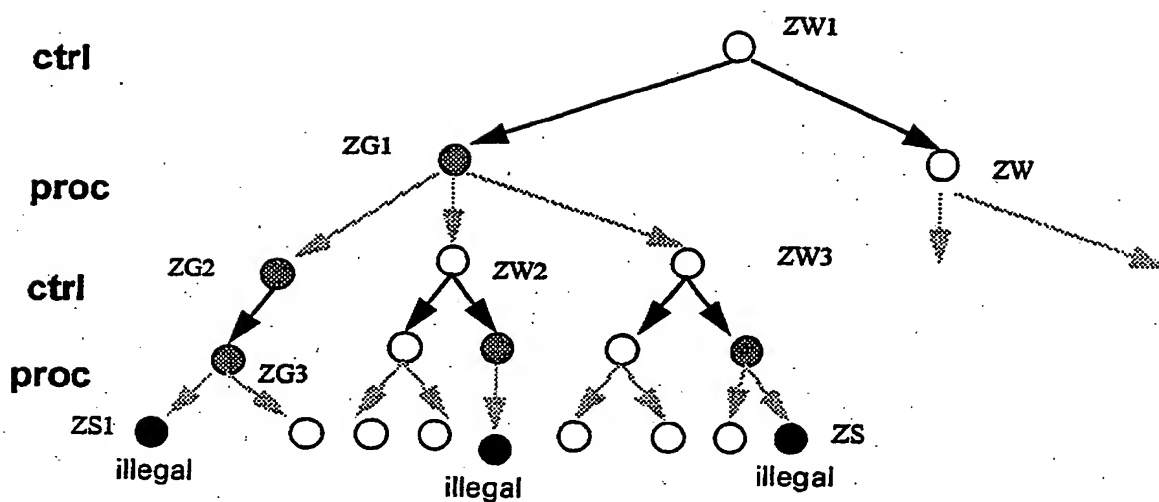 ctrl
ZW1
ZG1
proc
ZW
ZG2
ZW2
ZW3
ctrl
proc
ZG3
ZS1
ZS
illegal
illegal
illegal